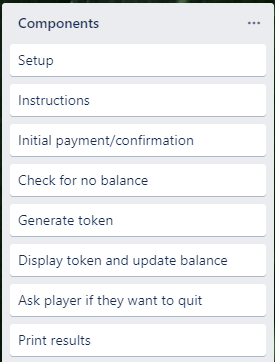 Components
Setup
Instructions
Initial payment/confirmation
Check for no balance
Generate token
Display token and update balance
Ask player if they want to quit
Print results